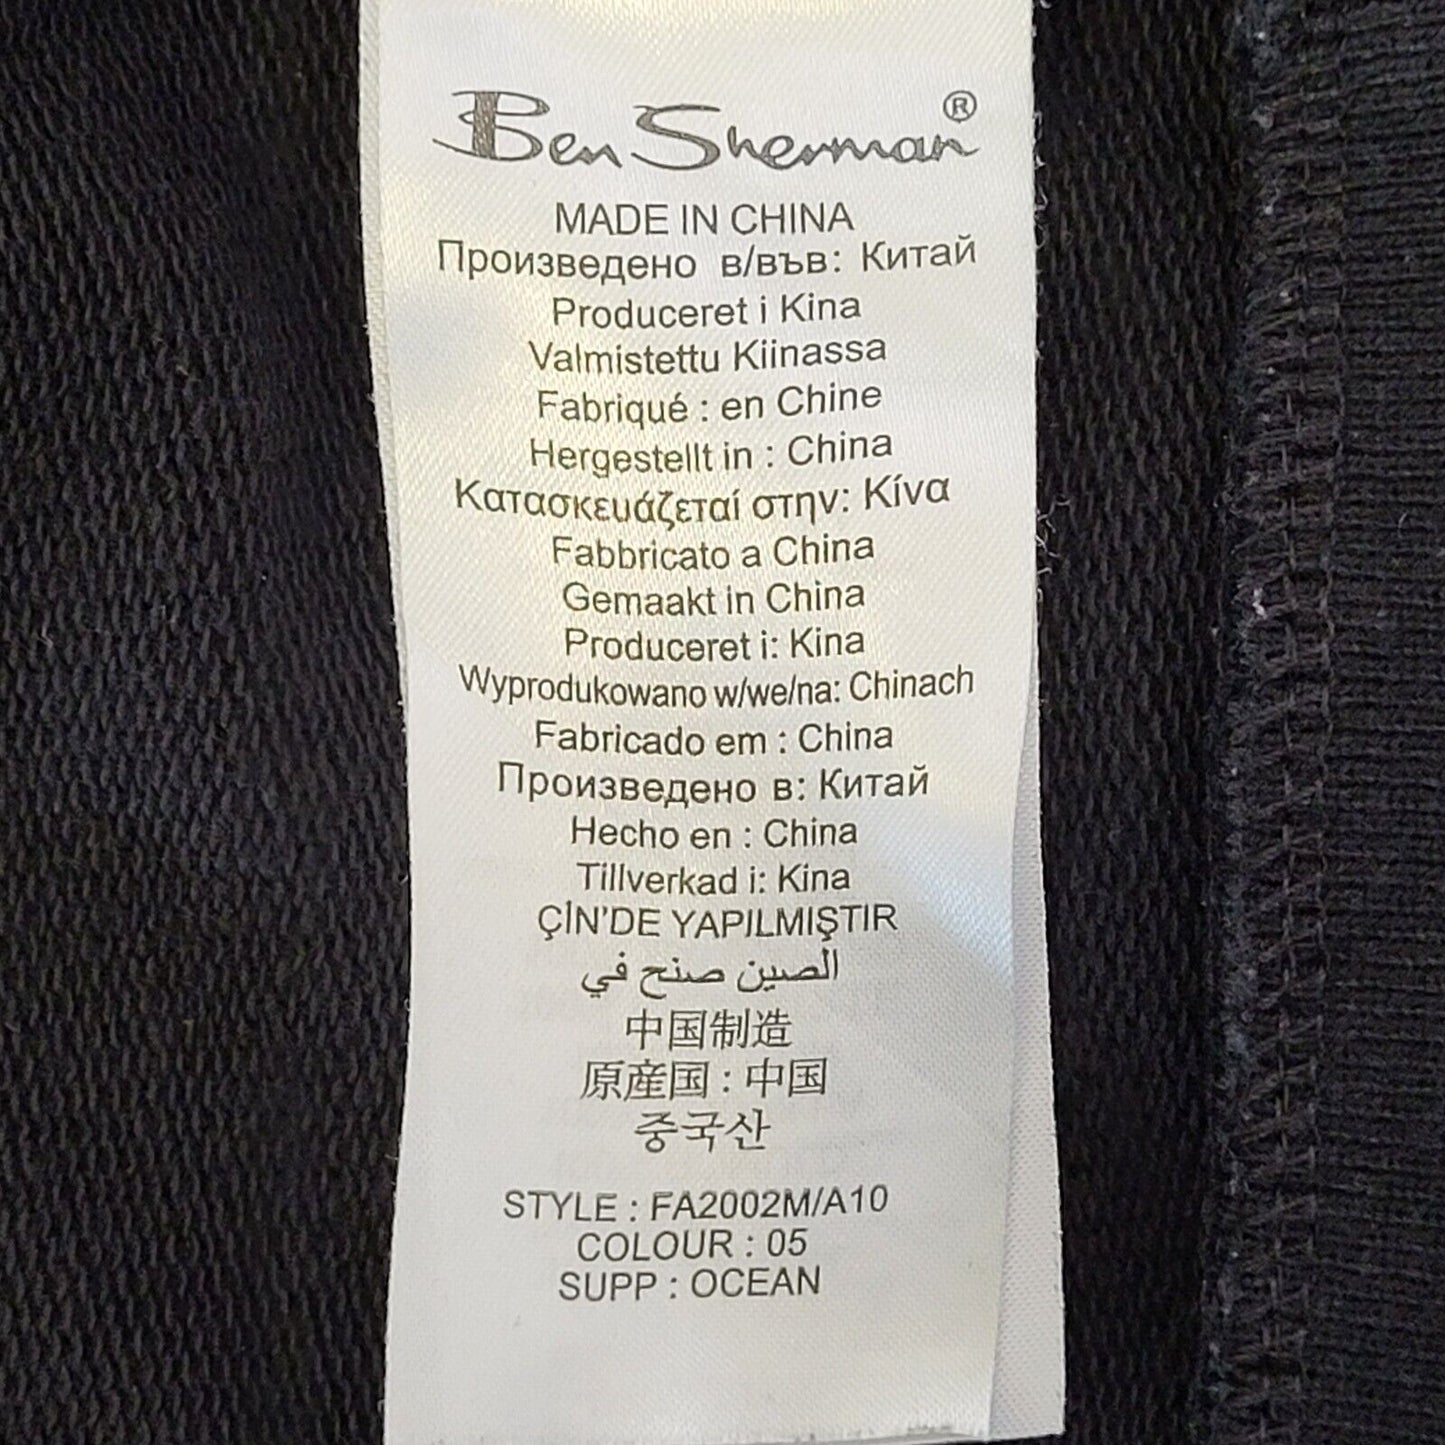 Ben Sherman®
MADE IN CHINA
Произведено в/във: Китай
Produceret i Kina
Valmistettu Kiinassa
Fabriqué : en Chine
Hergestellt in : China
Κατασκευάζεταί στην: Κίνα
Fabbricato a China
Gemaakt in China
Produceret i: Kina
Wyprodukowano w/we/na: Chinach
Fabricado em : China
Произведено в: Китай
Hecho en : China
Tillverkad i: Kina
ÇİN'DE YAPILMIŞTIR
الصين صنح في
中国制造
原産国 : 中国
중국산
STYLE : FA2002M/A10
COLOUR : 05
SUPP : OCEAN